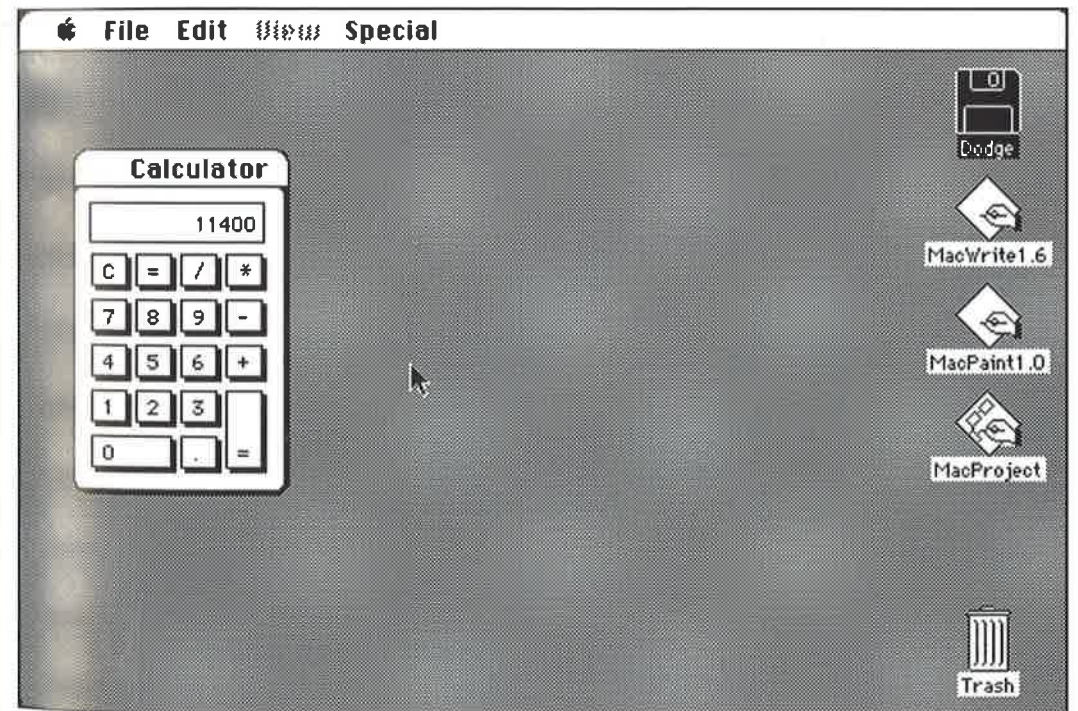 File Edit View Special
Dodge
Calculator
11400
C = / *
7 8 9 -
4 5 6 +
1 2 3
0 . =
MacWrite1.6
MacPaint1.0
MacProject
Trash